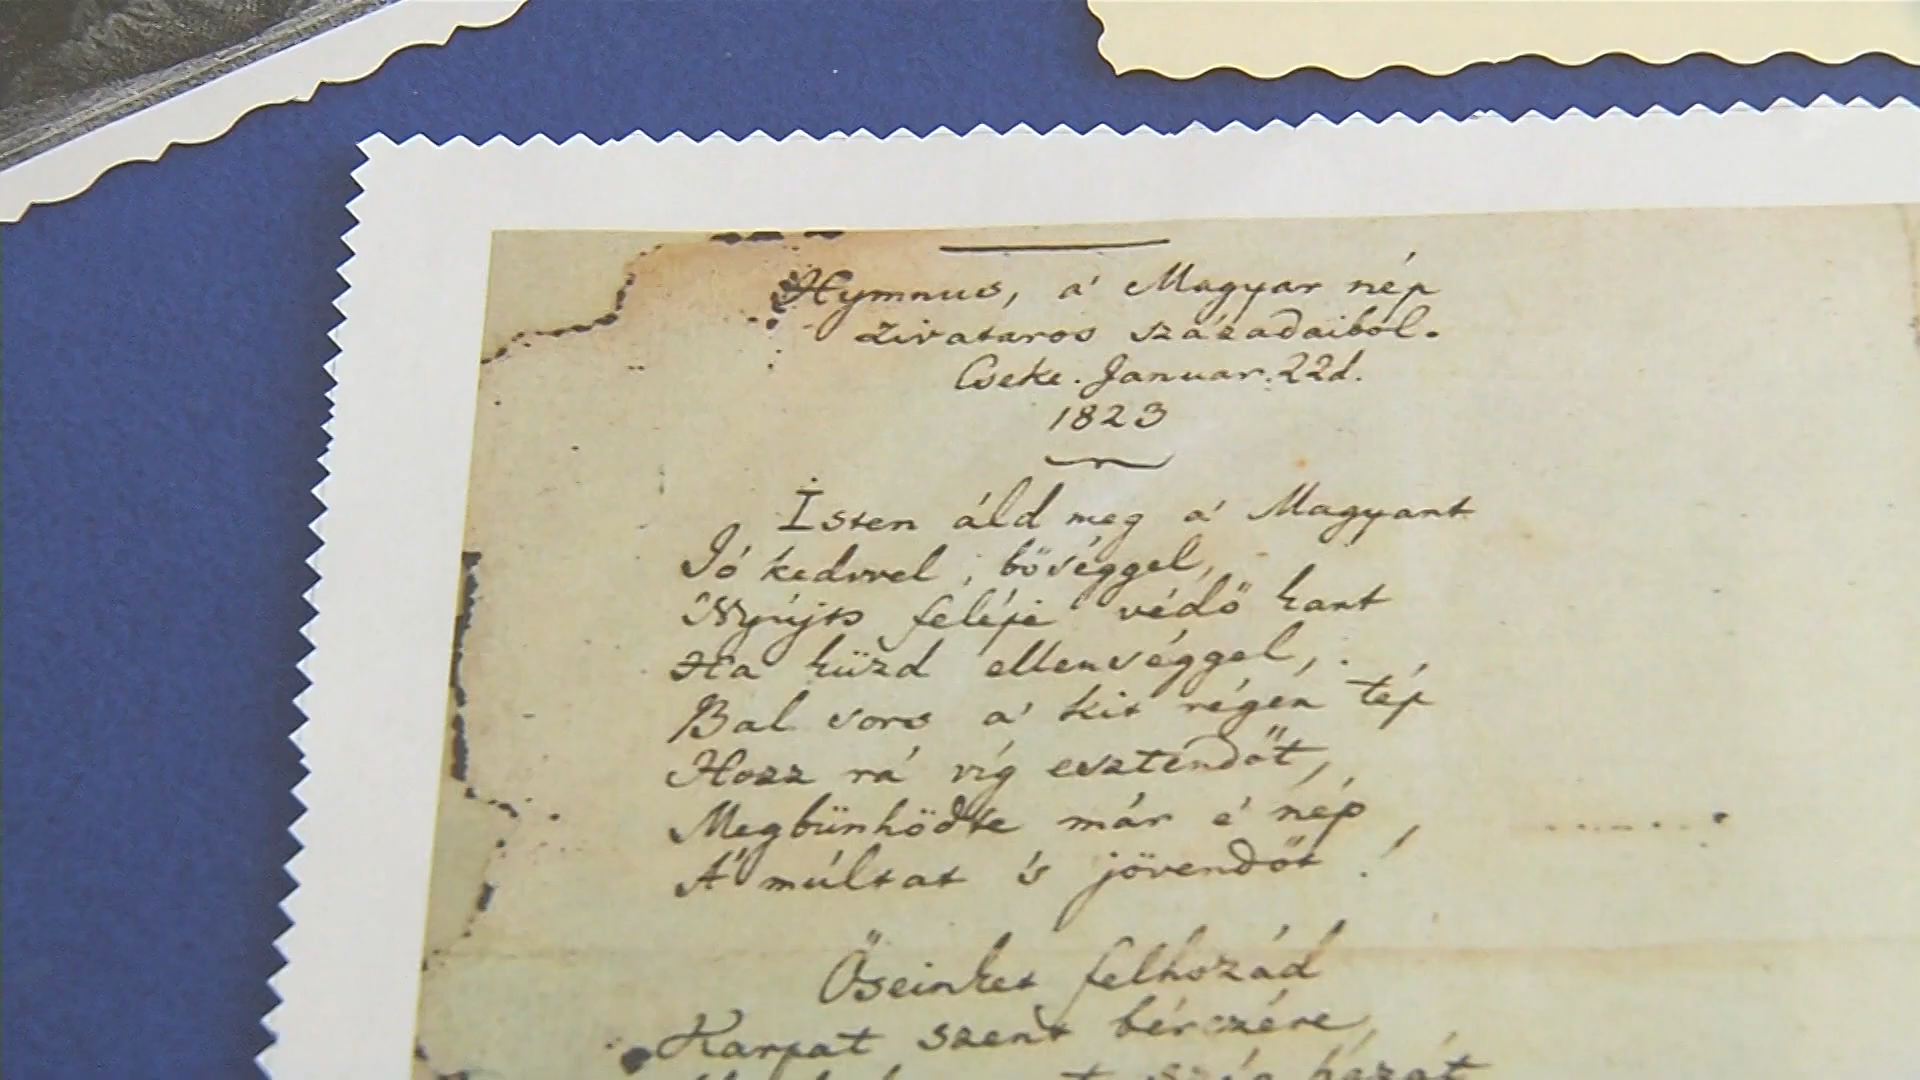 Hymnus, a' Magyar nép
zivataros századaiból.
Cseke. Januar. 22d.
1823
Isten áld meg a' Magyart
Jó kedvvel, bőséggel,
Nyújts feléje védő kart
Ha küzd ellenséggel,
Bal sors a' kit régen tép
Hozz rá víg esztendőt,
Megbünhödte már e' nép
A' múltat 's jövendőt!
Őseinket felhozád
Kárpát szent bérczére